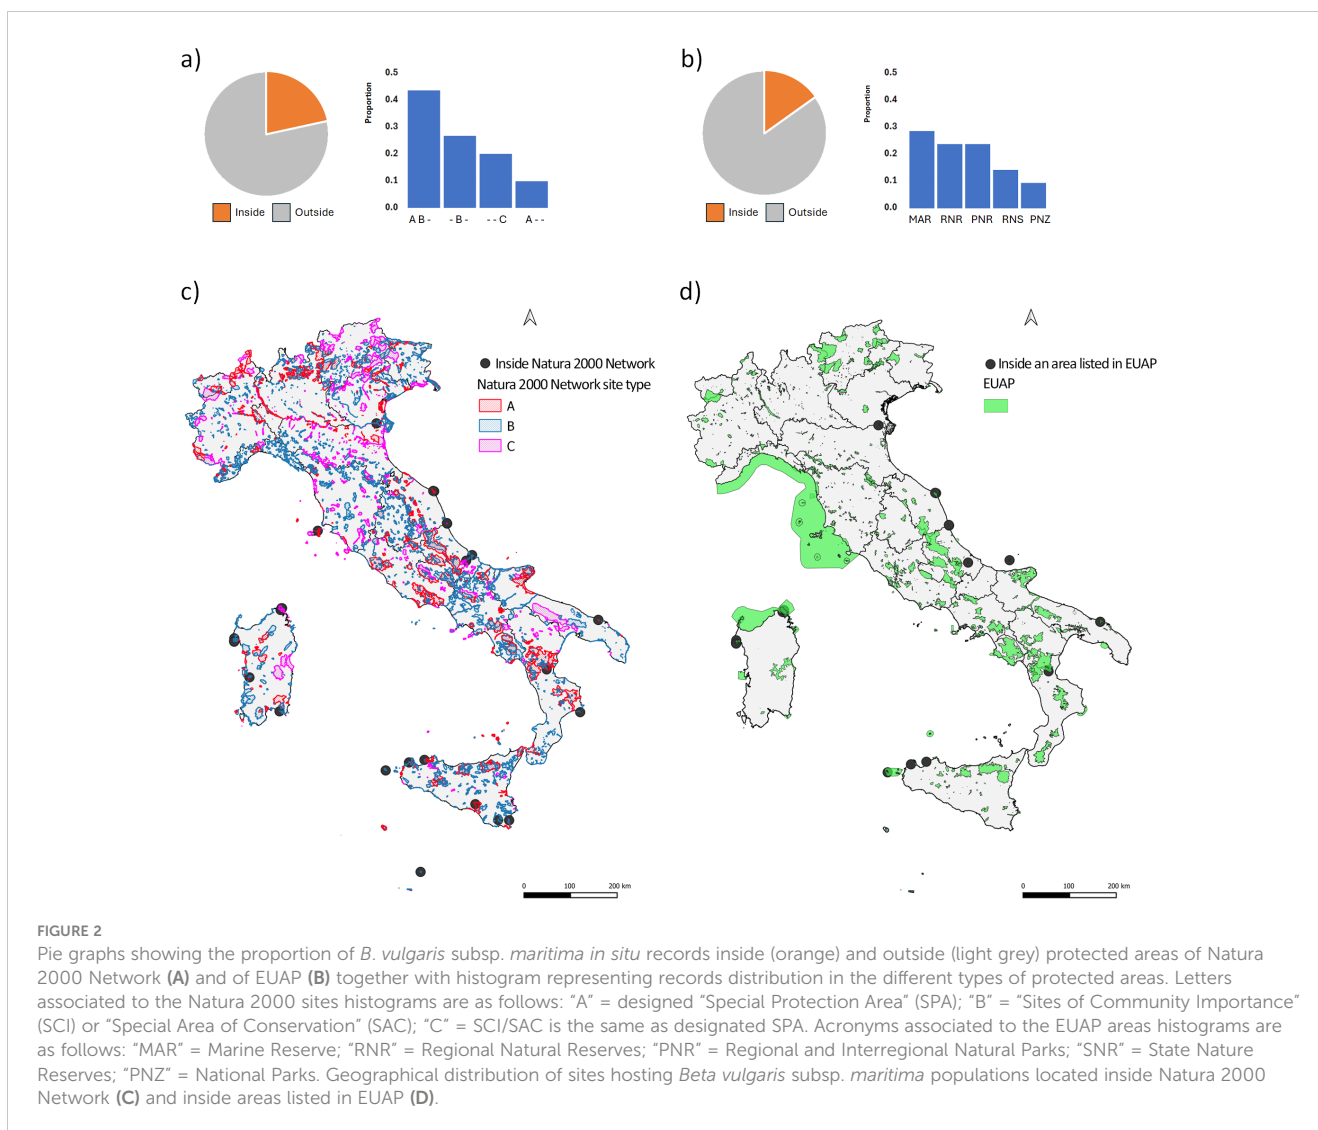 a)
0.5
0.4
0.3
0.2
0.1
0.0
Proportion
A B -
- B -
- - C
A - -
Inside
Outside
b)
0.5
0.4
0.3
0.2
0.1
0.0
Proportion
MAR
RNR
PNR
RNS
PNZ
Inside
Outside
c)
Inside Natura 2000 Network
Natura 2000 Network site type
A
B
C
0
100
200 km
d)
Inside an area listed in EUAP
EUAP
0
100
200 km
FIGURE 2
Pie graphs showing the proportion of B. vulgaris subsp. maritima in situ records inside (orange) and outside (light grey) protected areas of Natura
2000 Network (A) and of EUAP (B) together with histogram representing records distribution in the different types of protected areas. Letters
associated to the Natura 2000 sites histograms are as follows: “A” = designed “Special Protection Area” (SPA); “B” = “Sites of Community Importance”
(SCI) or “Special Area of Conservation” (SAC); “C” = SCI/SAC is the same as designated SPA. Acronyms associated to the EUAP areas histograms are
as follows: “MAR” = Marine Reserve; “RNR” = Regional Natural Reserves; “PNR” = Regional and Interregional Natural Parks; “SNR” = State Nature
Reserves; “PNZ” = National Parks. Geographical distribution of sites hosting Beta vulgaris subsp. maritima populations located inside Natura 2000
Network (C) and inside areas listed in EUAP (D).